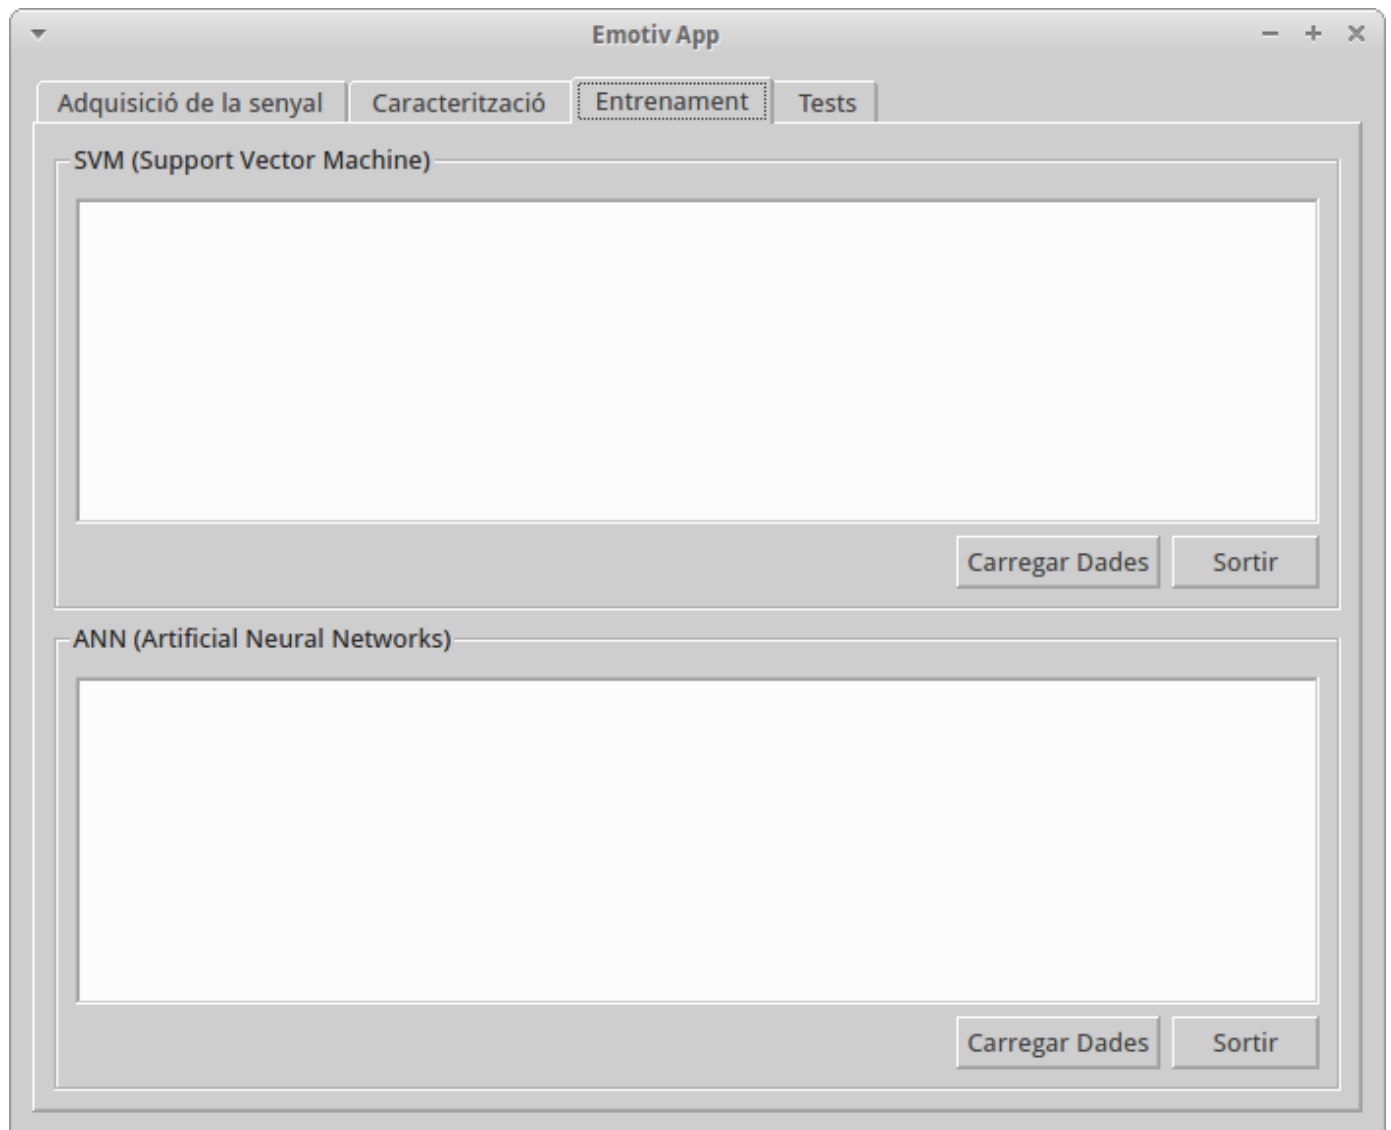 Emotiv App
Adquisició de la senyal Caracterització Entrenament Tests
SVM (Support Vector Machine)
Carregar Dades Sortir
ANN (Artificial Neural Networks)
Carregar Dades Sortir